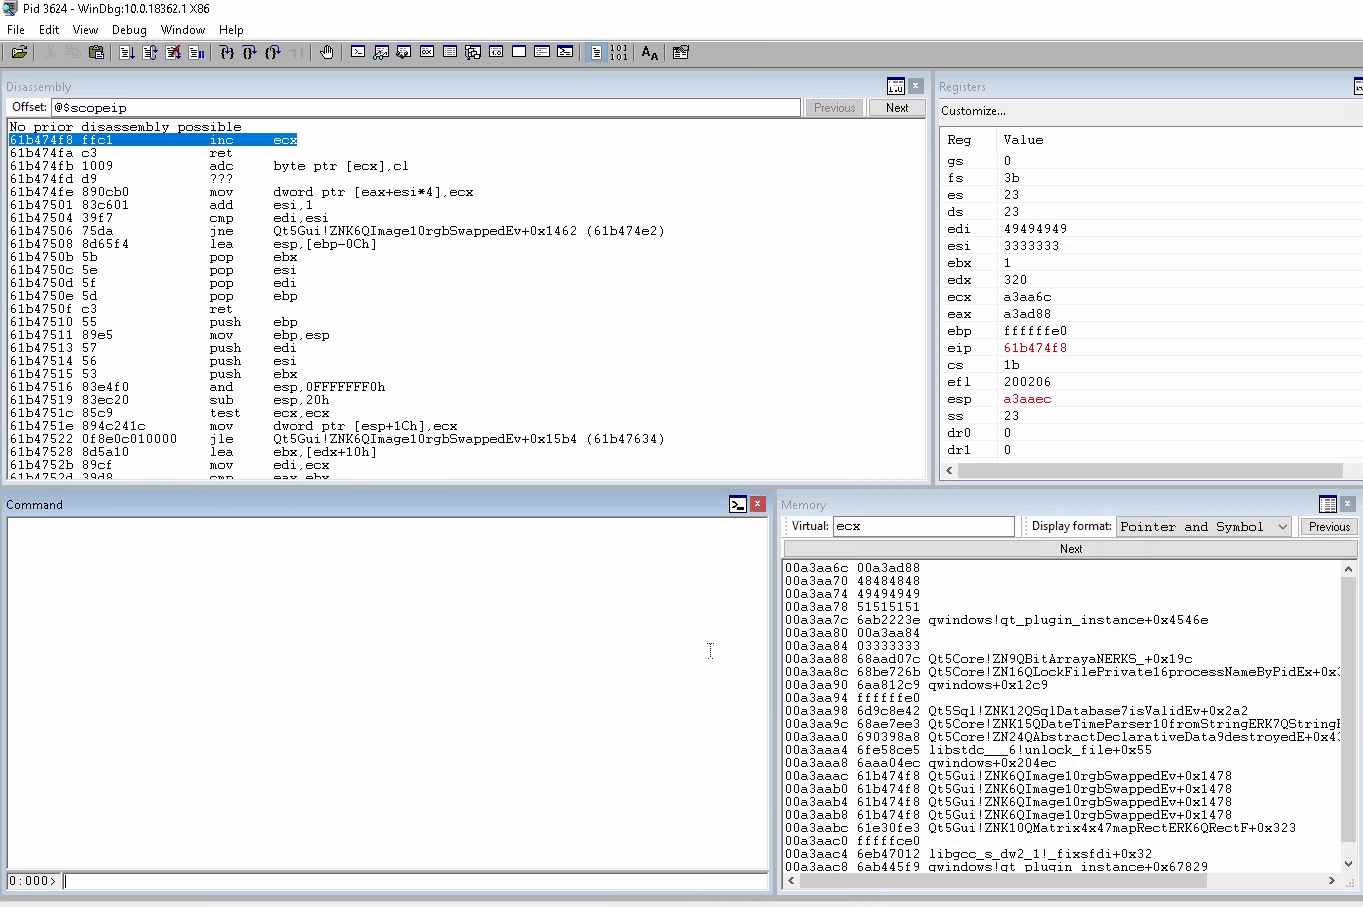 Pid 3624 - WinDbg:10.0.18362.1 X86
File Edit View Debug Window Help
Disassembly
Offset: @$scopeip Previous Next
No prior disassembly possible
61b474f8 ffc1 inc ecx
61b474fa c3 ret
61b474fb 1009 adc byte ptr [ecx],cl
61b474fd d9 ???
61b474fe 890cb0 mov dword ptr [eax+esi*4],ecx
61b47501 83c601 add esi,1
61b47504 39f7 cmp edi,esi
61b47506 75da jne Qt5Gui!ZNK6QImage10rgbSwappedEv+0x1462 (61b474e2)
61b47508 8d65f4 lea esp,[ebp-0Ch]
61b4750b 5b pop ebx
61b4750c 5e pop esi
61b4750d 5f pop edi
61b4750e 5d pop ebp
61b4750f c3 ret
61b47510 55 push ebp
61b47511 89e5 mov ebp,esp
61b47513 57 push edi
61b47514 56 push esi
61b47515 53 push ebx
61b47516 83e4f0 and esp,0FFFFFFF0h
61b47519 83ec20 sub esp,20h
61b4751c 85c9 test ecx,ecx
61b4751e 894c241c mov dword ptr [esp+1Ch],ecx
61b47522 0f8e0c010000 jle Qt5Gui!ZNK6QImage10rgbSwappedEv+0x15b4 (61b47634)
61b47528 8d5a10 lea ebx,[edx+10h]
61b4752b 89cf mov edi,ecx
61b4752d 39d8 cmp eax,ebx
Registers
Customize...
Reg Value
gs 0
fs 3b
es 23
ds 23
edi 49494949
esi 3333333
ebx 1
edx 320
ecx a3aa6c
eax a3ad88
ebp ffffffe0
eip 61b474f8
cs 1b
efl 200206
esp a3aaec
ss 23
dr0 0
dr1 0
Command
0:000>
Memory
Virtual: ecx Display format: Pointer and Symbol Previous
Next
00a3aa6c 00a3ad88
00a3aa70 48484848
00a3aa74 49494949
00a3aa78 51515151
00a3aa7c 6ab2223e qwindows!qt_plugin_instance+0x4546e
00a3aa80 00a3aa84
00a3aa84 03333333
00a3aa88 68aad07c Qt5Core!ZN9QBitArrayaNERKS_+0x19c
00a3aa8c 68be726b Qt5Core!ZN16QLockFilePrivate16processNameByPidEx+0x3
00a3aa90 6aa812c9 qwindows+0x12c9
00a3aa94 ffffffe0
00a3aa98 6d9c8e42 Qt5Sql!ZNK12QSqlDatabase7isValidEv+0x2a2
00a3aa9c 68ae7ee3 Qt5Core!ZNK15QDateTimeParser10fromStringERK7QString
00a3aaa0 690398a8 Qt5Core!ZN24QAbstractDeclarativeData9destroyedE+0x43
00a3aaa4 6fe58ce5 libstdc___6!unlock_file+0x55
00a3aaa8 6aaa04ec qwindows+0x204ec
00a3aaac 61b474f8 Qt5Gui!ZNK6QImage10rgbSwappedEv+0x1478
00a3aab0 61b474f8 Qt5Gui!ZNK6QImage10rgbSwappedEv+0x1478
00a3aab4 61b474f8 Qt5Gui!ZNK6QImage10rgbSwappedEv+0x1478
00a3aab8 61b474f8 Qt5Gui!ZNK6QImage10rgbSwappedEv+0x1478
00a3aabc 61e30fe3 Qt5Gui!ZNK10QMatrix4x47mapRectERK6QRectF+0x323
00a3aac0 fffffce0
00a3aac4 6eb47012 libgcc_s_dw2_1!_fixsfdi+0x32
00a3aac8 6ab445f9 qwindows!qt_plugin_instance+0x67829